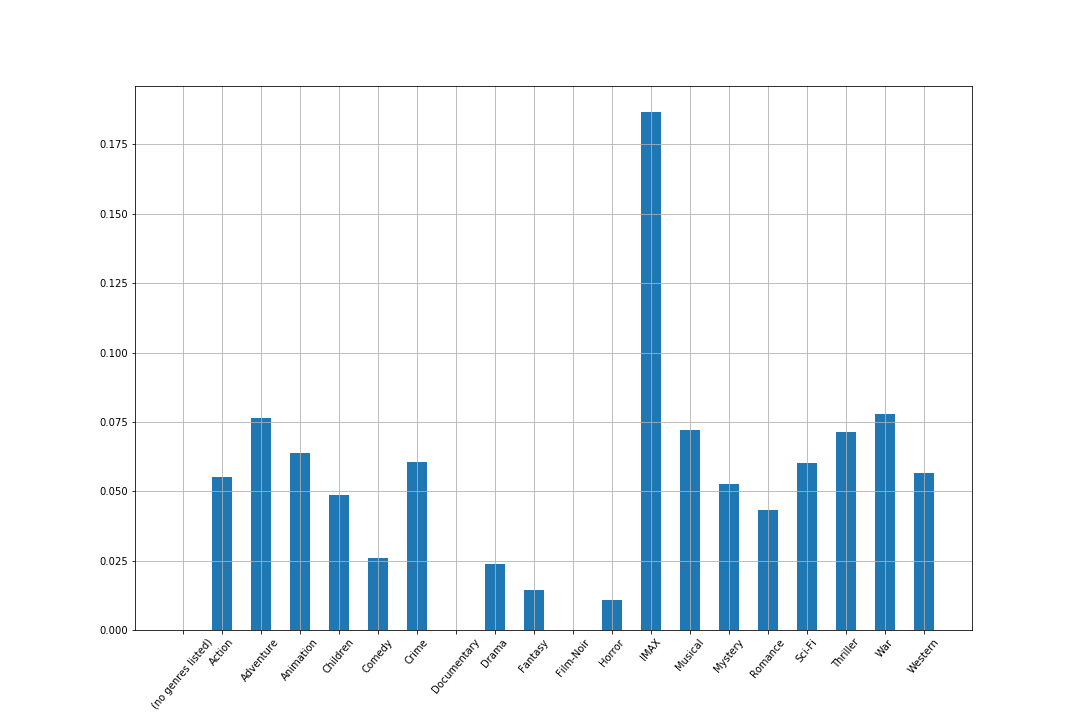 0.175
0.150
0.125
0.100
0.075
0.050
0.025
0.000
(no genres listed)
Action
Adventure
Animation
Children
Comedy
Crime
Documentary
Drama
Fantasy
Film-Noir
Horror
IMAX
Musical
Mystery
Romance
Sci-Fi
Thriller
War
Western